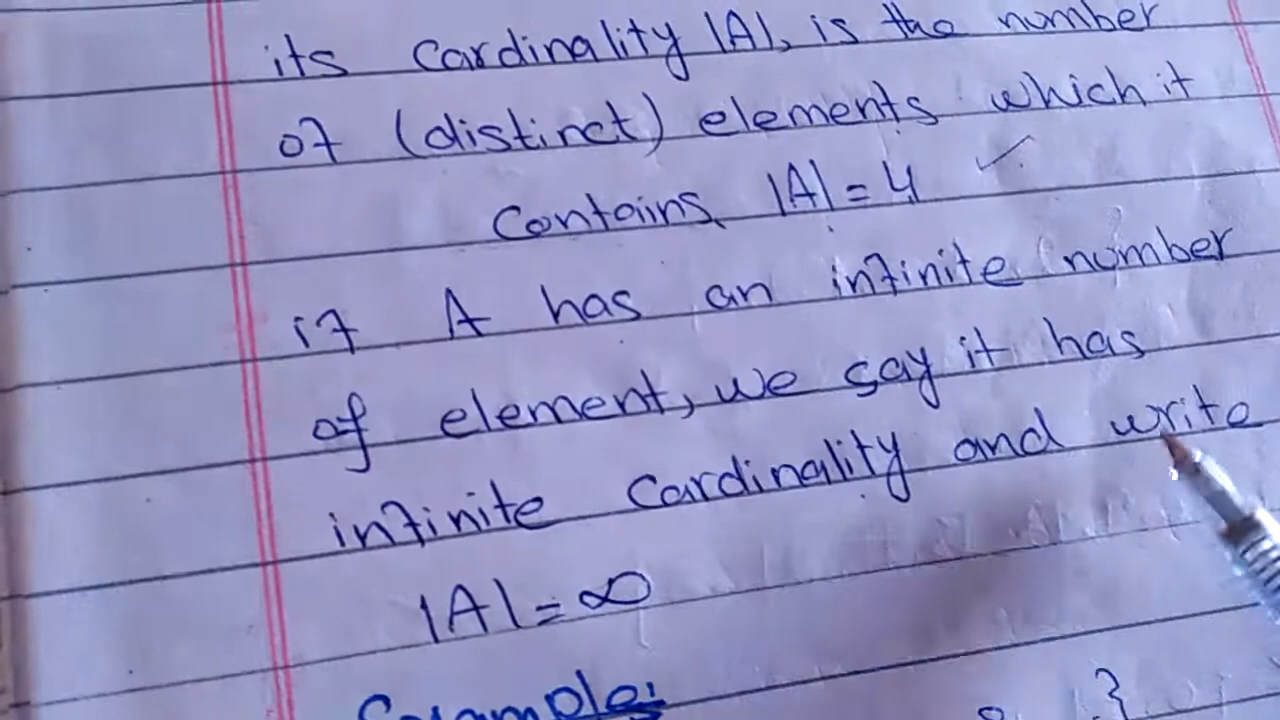 its Cardinality |A|, is the number
of (distinct) elements which it
Contains |A| = 4 ✓
if A has an infinite number
of element, we say it has
infinite Cardinality and write
|A| = ∞
Example:
}